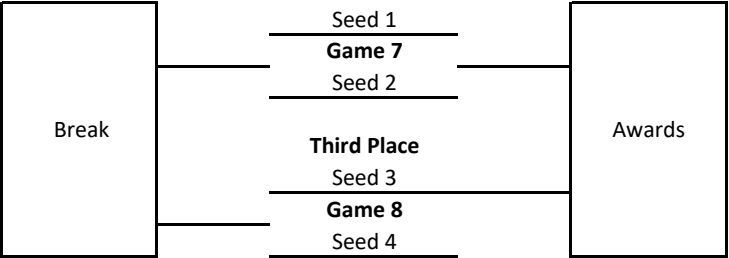 Seed 1
Game 7
Seed 2
Break
Awards
Third Place
Seed 3
Game 8
Seed 4